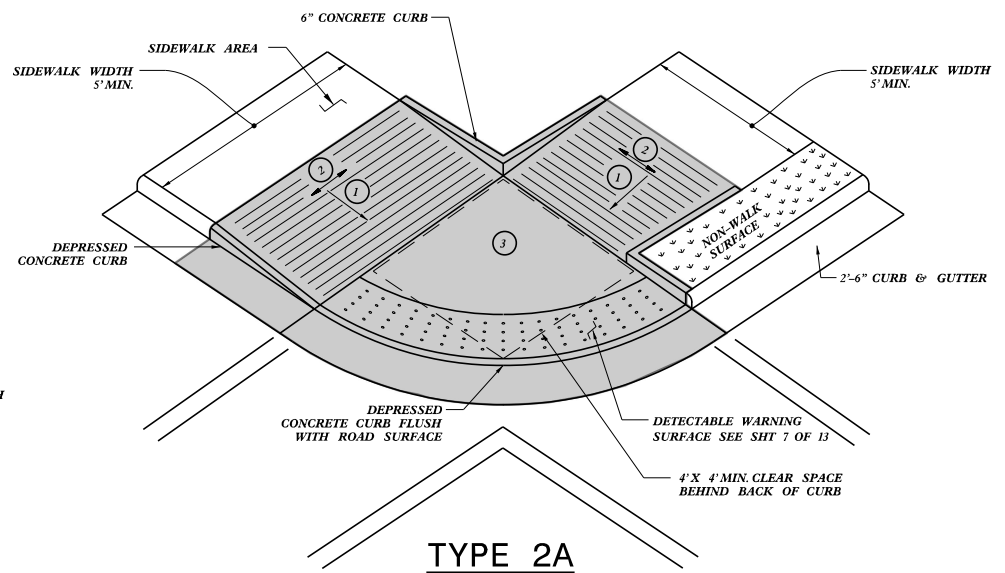 6" CONCRETE CURB
SIDEWALK AREA
SIDEWALK WIDTH
5' MIN.
SIDEWALK WIDTH
5' MIN.
2
1
2
1
3
NON-WALK
SURFACE
DEPRESSED
CONCRETE CURB
2'-6" CURB & GUTTER
H
DEPRESSED
CONCRETE CURB FLUSH
WITH ROAD SURFACE
DETECTABLE WARNING
SURFACE SEE SHT 7 OF 13
4' X 4' MIN. CLEAR SPACE
BEHIND BACK OF CURB
TYPE 2A